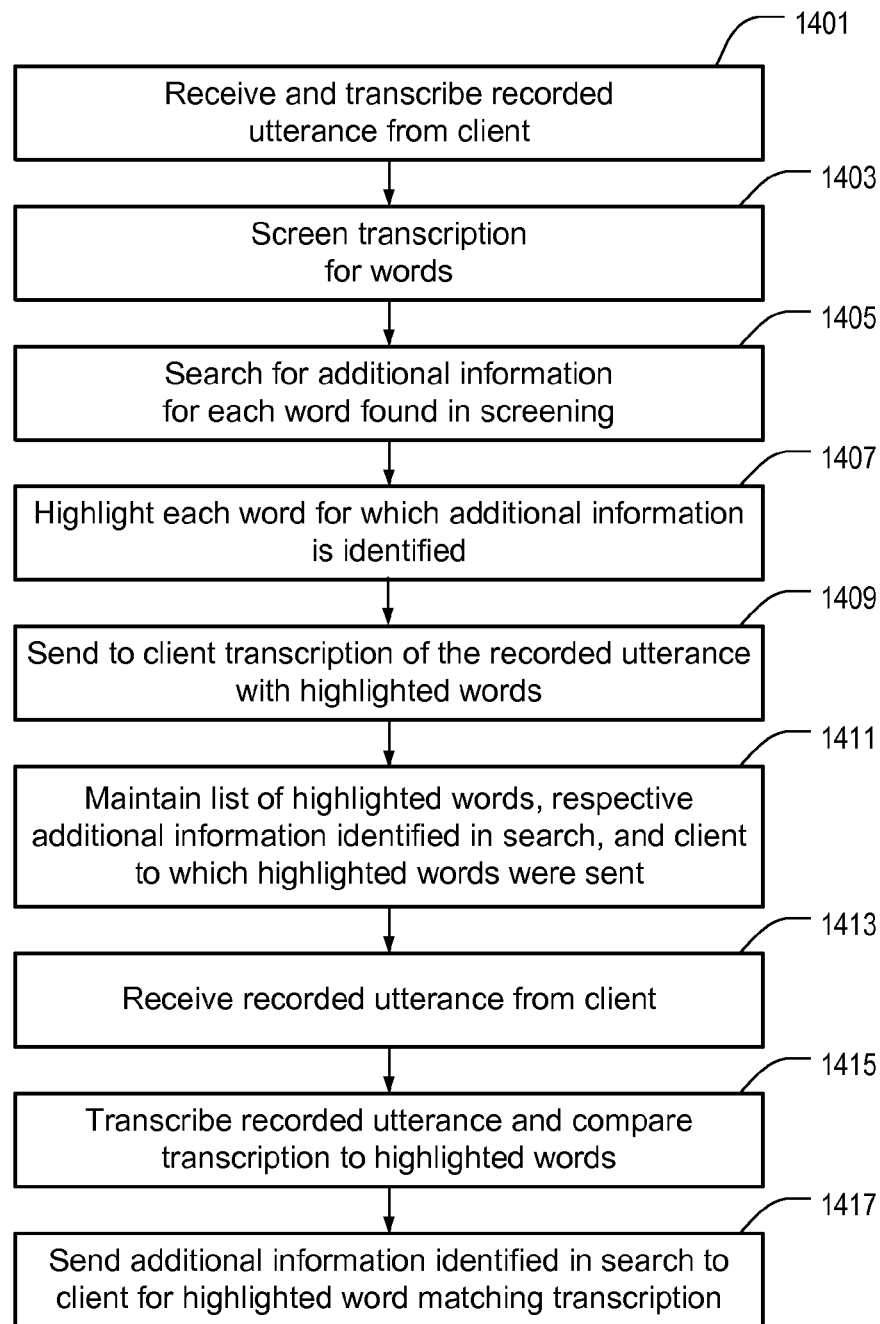 1401
Receive and transcribe recorded
utterance from client
1403
Screen transcription
for words
1405
Search for additional information
for each word found in screening
1407
Highlight each word for which additional information
is identified
1409
Send to client transcription of the recorded utterance
with highlighted words
1411
Maintain list of highlighted words, respective
additional information identified in search, and client
to which highlighted words were sent
1413
Receive recorded utterance from client
1415
Transcribe recorded utterance and compare
transcription to highlighted words
1417
Send additional information identified in search to
client for highlighted word matching transcription